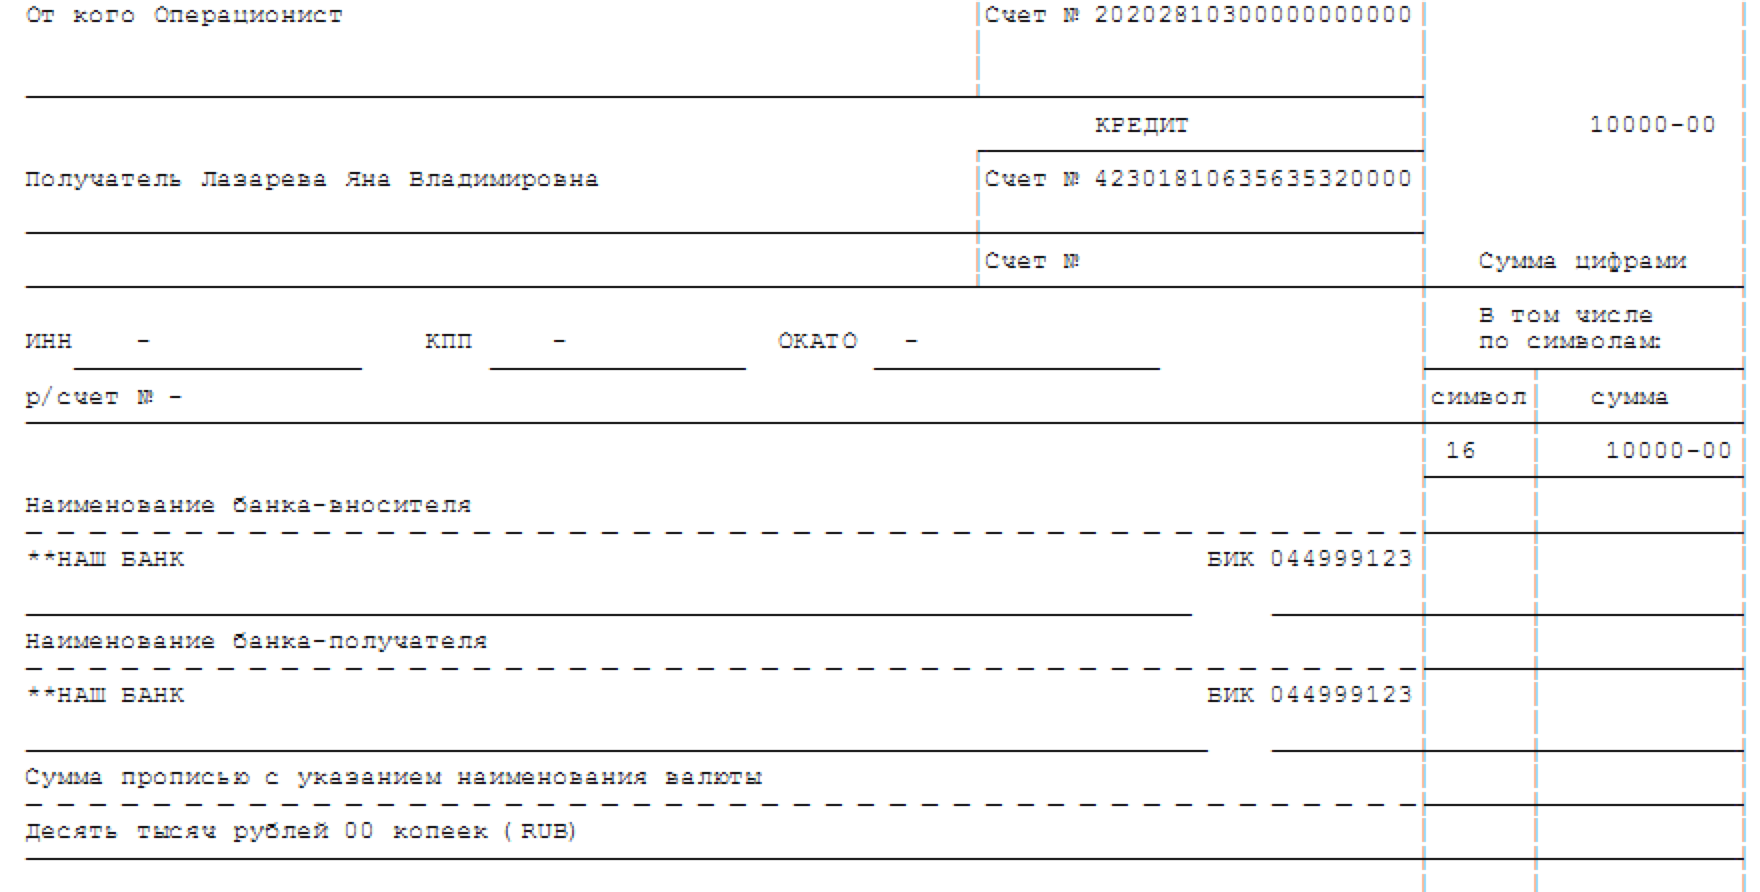 От кого Операционист Счет № 20202810300000000000
КРЕДИТ 10000-00
Получатель Лазарева Яна Владимировна Счет № 42301810635635320000
Счет № Сумма цифрами
В том числе
ИНН - КПП - ОКАТО - по символам:
р/счет № - символ сумма
16 10000-00
Наименование банка-вносителя
**НАШ БАНК БИК 044999123
Наименование банка-получателя
**НАШ БАНК БИК 044999123
Сумма прописью с указанием наименования валюты
Десять тысяч рублей 00 копеек (RUB)